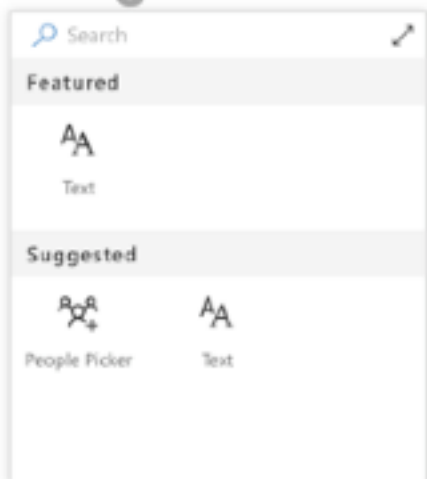 Search
Featured
Text
Suggested
People Picker Text